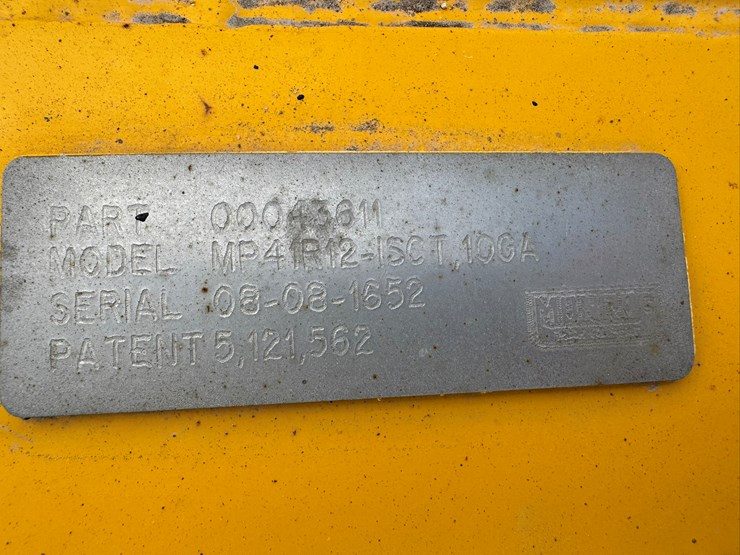 PART 00043611
MODEL MP41R12-ISCT,10GA
SERIAL 08-08-1652
PATENT 5,121,562